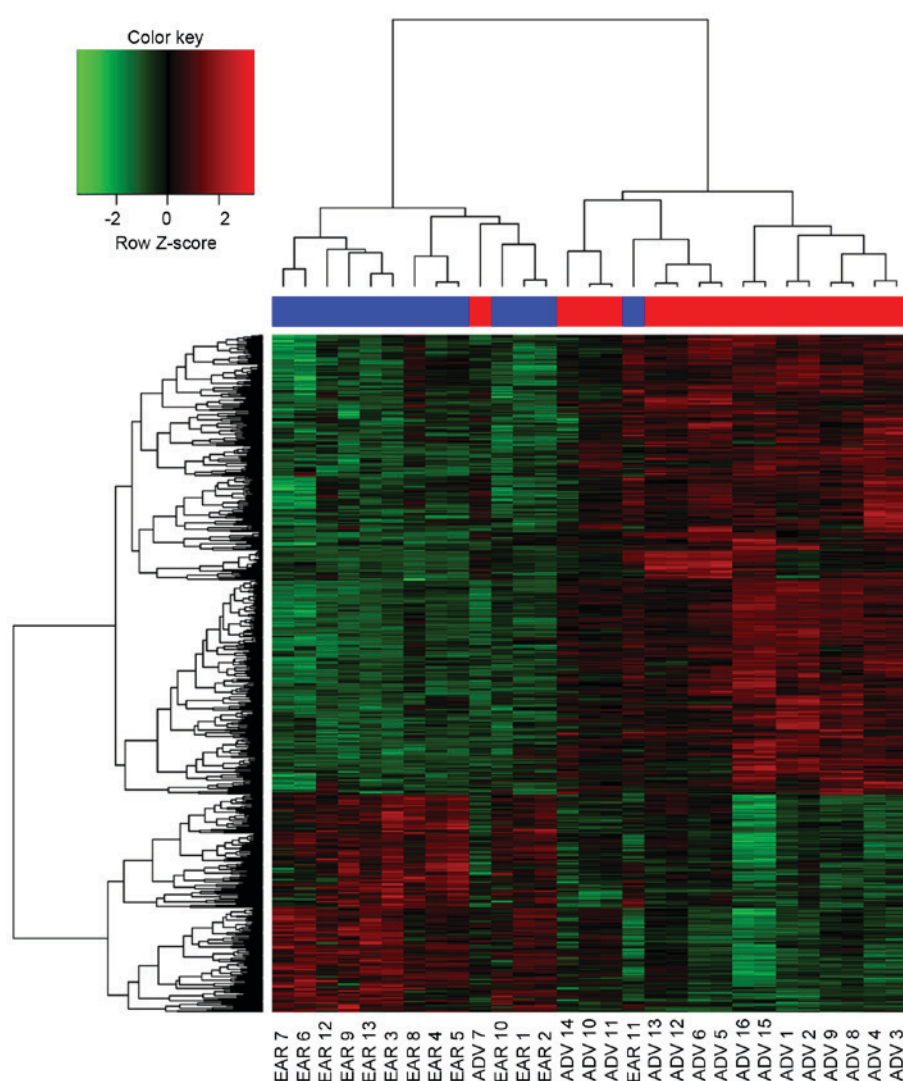 Color key
-2 0 2
Row Z-score
EAR 7
EAR 6
EAR 12
EAR 9
EAR 13
EAR 3
EAR 8
EAR 4
EAR 5
ADV 7
EAR 10
EAR 1
EAR 2
ADV 14
ADV 10
ADV 11
EAR 11
ADV 13
ADV 12
ADV 6
ADV 5
ADV 16
ADV 15
ADV 1
ADV 2
ADV 9
ADV 8
ADV 4
ADV 3